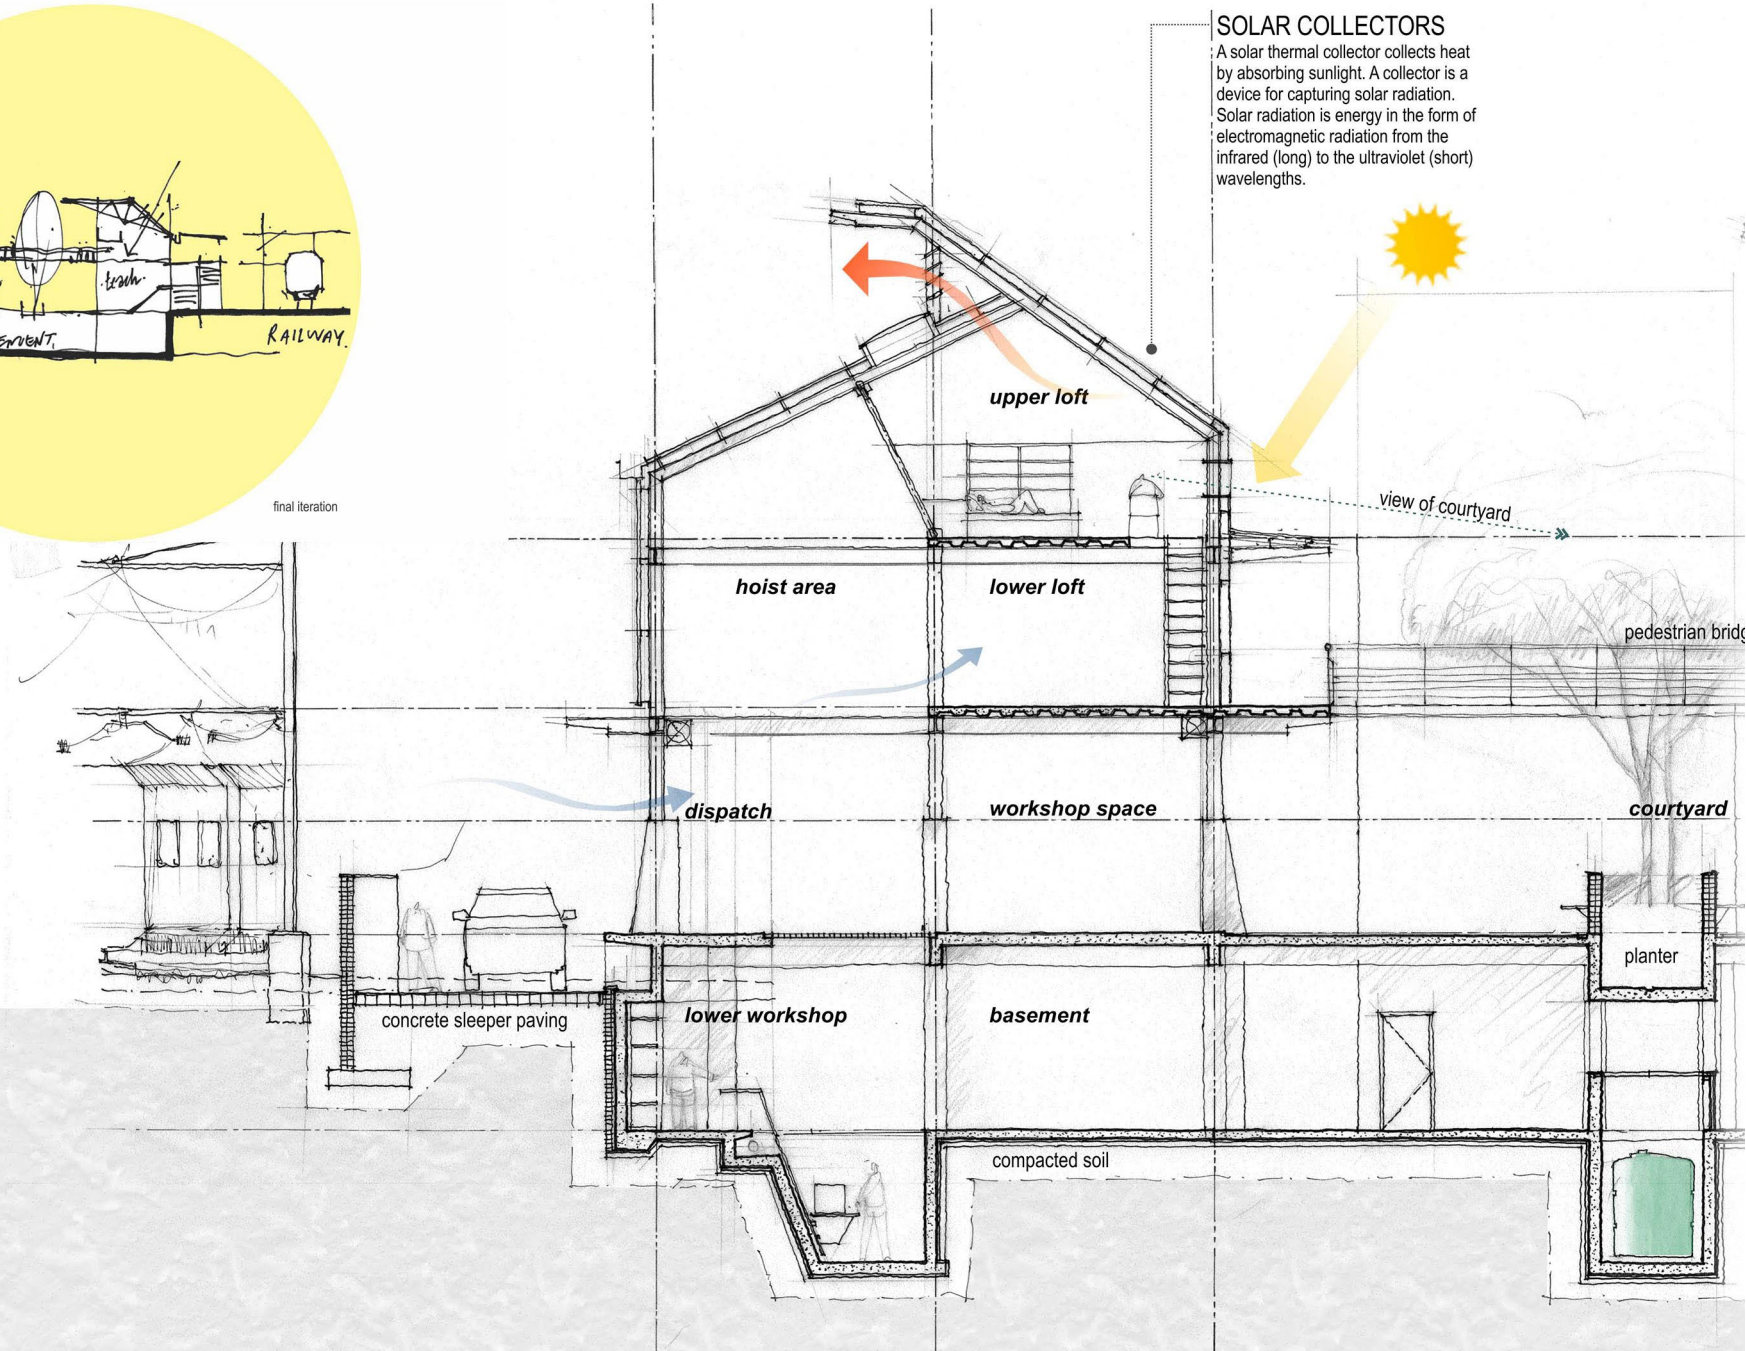 SOLAR COLLECTORS
A solar thermal collector collects heat
by absorbing sunlight. A collector is a
device for capturing solar radiation.
Solar radiation is energy in the form of
electromagnetic radiation from the
infrared (long) to the ultraviolet (short)
wavelengths.
teach.
RAILWAY.
final iteration
upper loft
view of courtyard
hoist area
lower loft
pedestrian bridg
dispatch
workshop space
courtyard
planter
concrete sleeper paving
lower workshop
basement
compacted soil